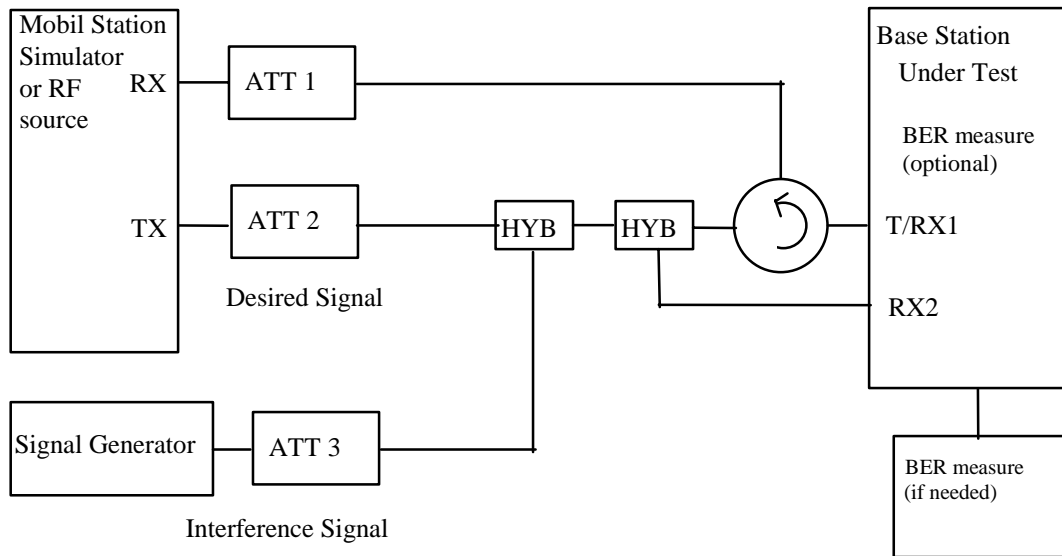 Mobil Station
Simulator
or RF
source
RX
TX
ATT 1
ATT 2
Desired Signal
HYB
HYB
Base Station
Under Test
BER measure
(optional)
T/RX1
RX2
Signal Generator
ATT 3
Interference Signal
BER measure
(if needed)